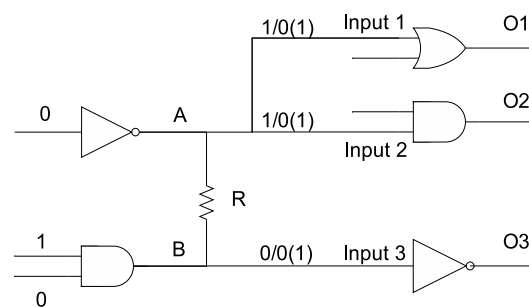 1/0(1) Input 1 O1
0 A 1/0(1) O2
Input 2
R
1 B 0/0(1) Input 3 O3
0